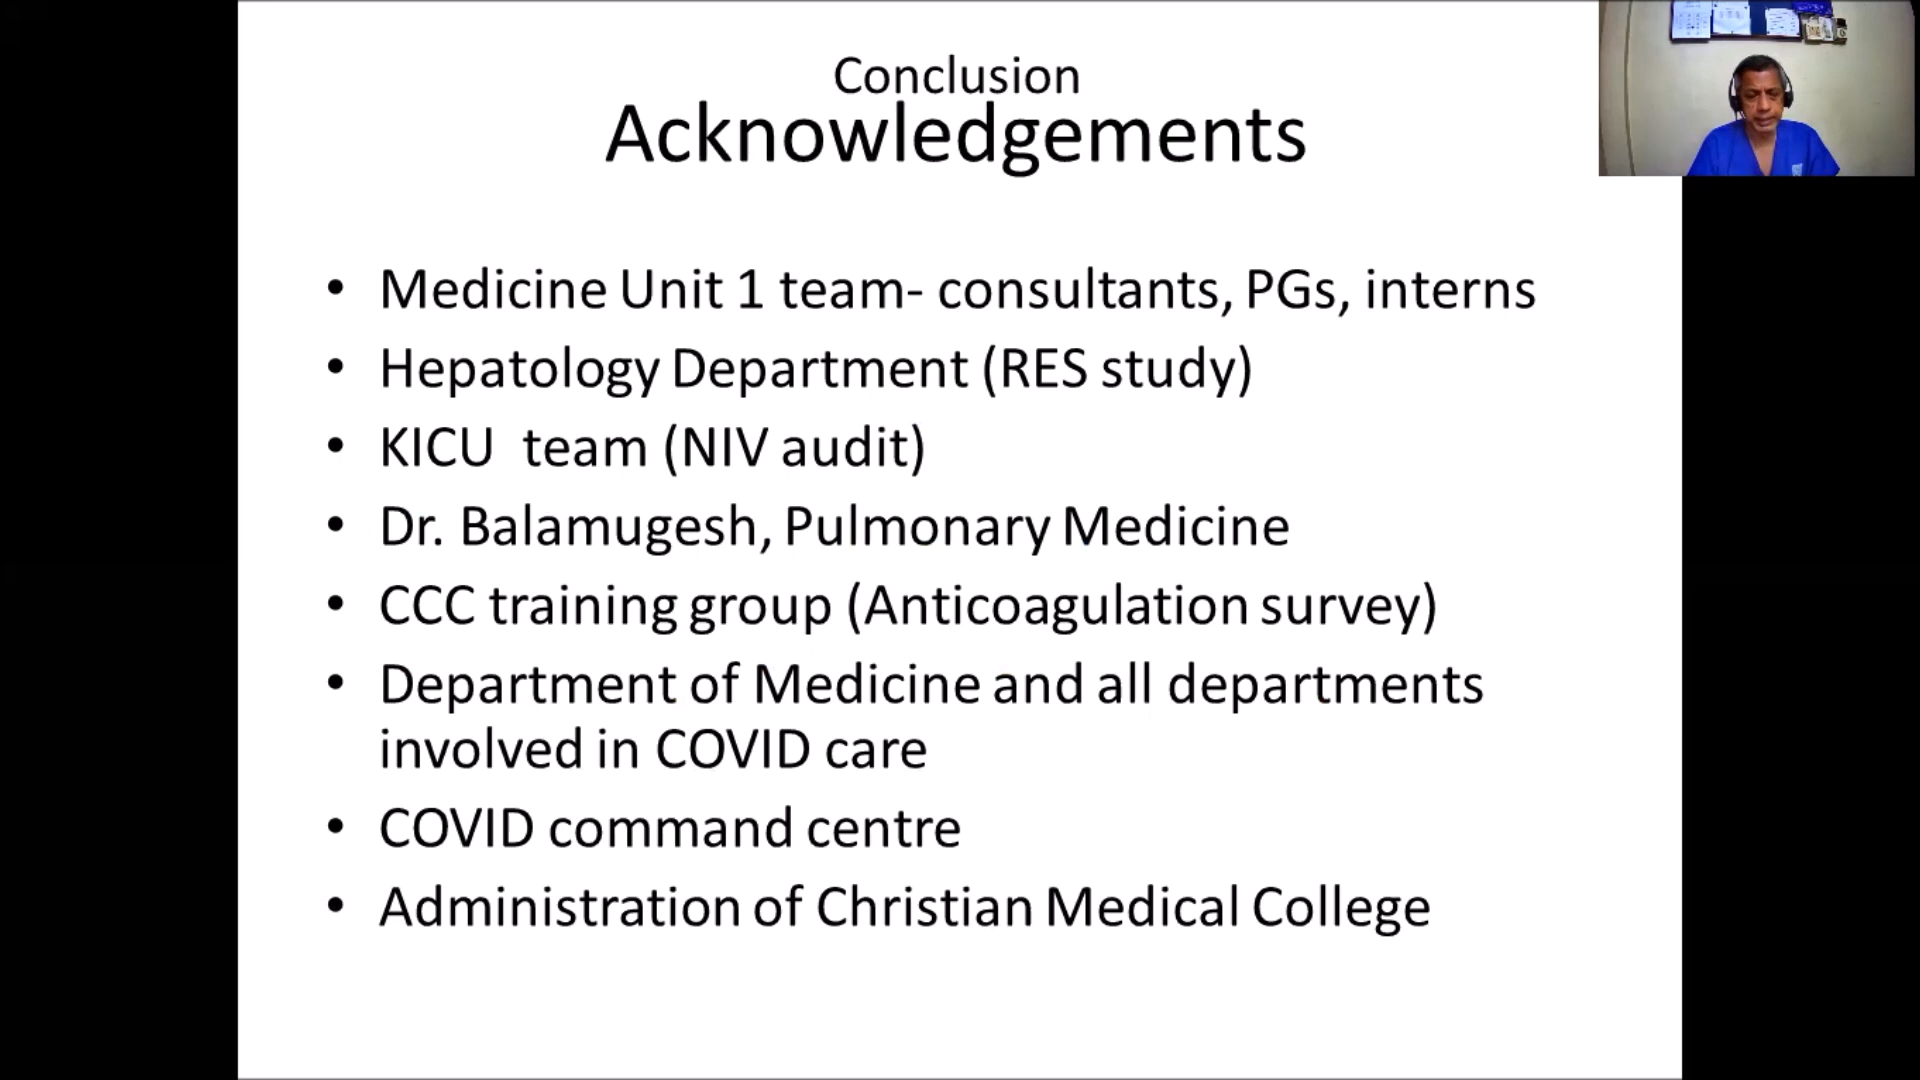 Conclusion
Acknowledgements
• Medicine Unit 1 team- consultants, PGs, interns
• Hepatology Department (RES study)
• KICU  team (NIV audit)
• Dr. Balamugesh, Pulmonary Medicine
• CCC training group (Anticoagulation survey)
• Department of Medicine and all departments
involved in COVID care
• COVID command centre
• Administration of Christian Medical College